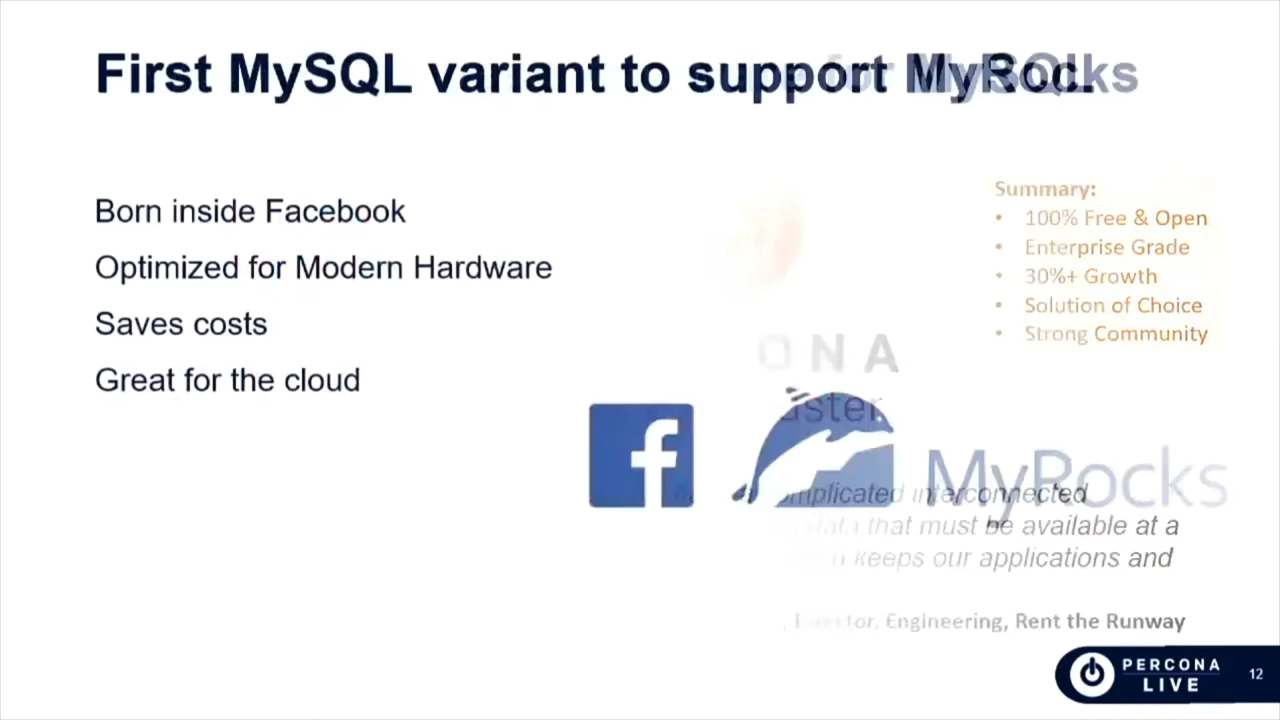 First MySQL variant to support MyRocks
Born inside Facebook
Optimized for Modern Hardware
Saves costs
Great for the cloud
Summary:
• 100% Free & Open
• Enterprise Grade
• 30%+ Growth
• Solution of Choice
• Strong Community
O N A
f
MyRocks
interconnected
data that must be available at a
keeps our applications and
Director, Engineering, Rent the Runway
PERCONA
LIVE
12